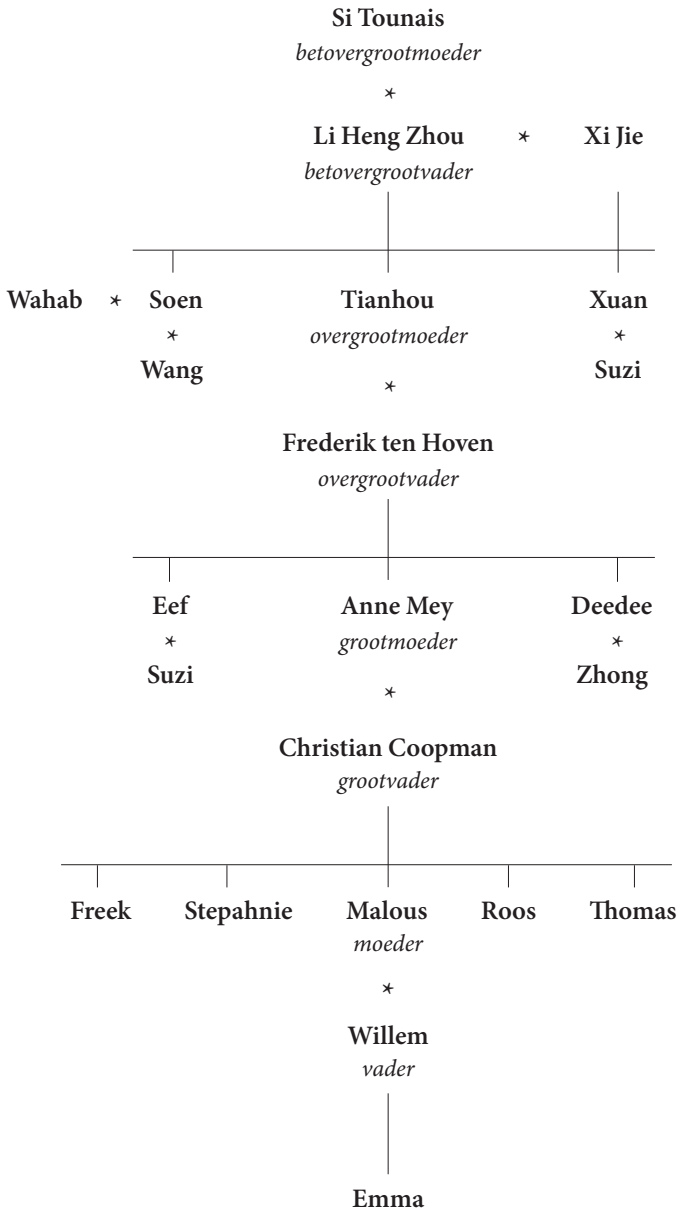 Si Tounais
betovergrootmoeder
*
Li Heng Zhou * Xi Jie
betovergrootvader
Wahab * Soen Tianhou Xuan
* overgrootmoeder *
Wang * Suzi
Frederik ten Hoven
overgrootvader
Eef Anne Mey Deedee
* grootmoeder *
Suzi * Zhong
Christian Coopman
grootvader
Freek Stepahnie Malous Roos Thomas
moeder
*
Willem
vader
Emma